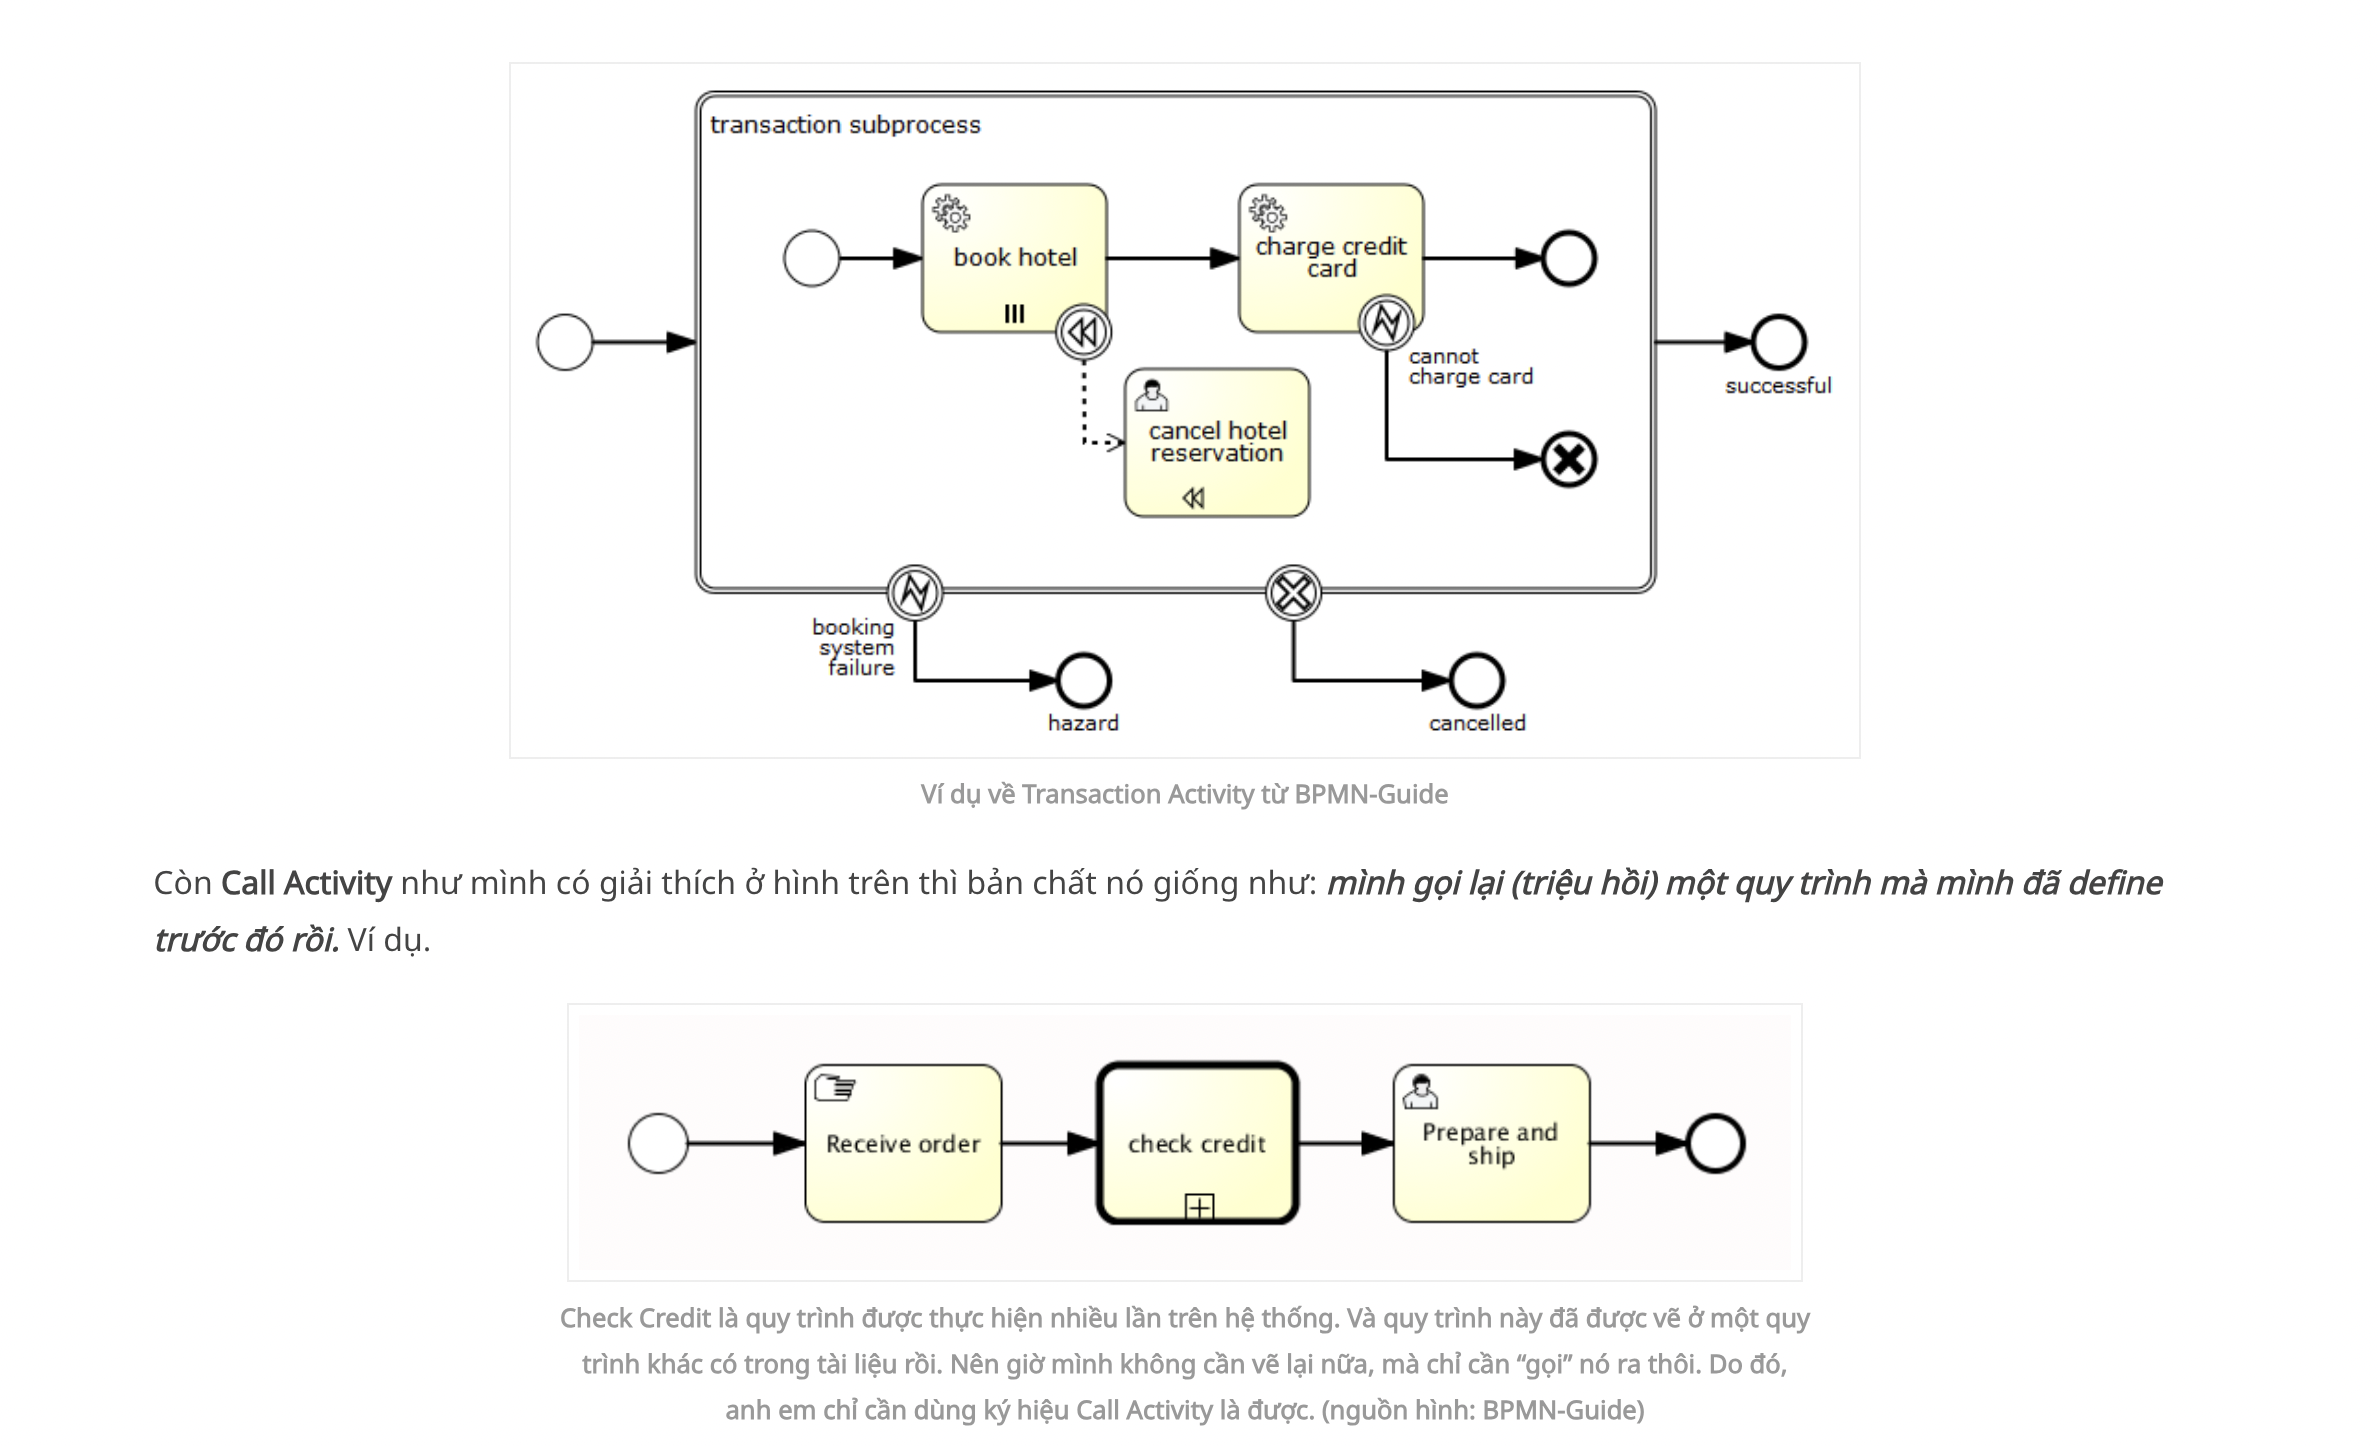 transaction subprocess
book hotel
charge credit
card
cannot
charge card
successful
cancel hotel
reservation
booking
system
failure
hazard
cancelled
Ví dụ về Transaction Activity từ BPMN-Guide
Còn Call Activity như mình có giải thích ở hình trên thì bản chất nó giống như: mình gọi lại (triệu hồi) một quy trình mà mình đã define
trước đó rồi. Ví dụ.
Receive order
check credit
Prepare and
ship
Check Credit là quy trình được thực hiện nhiều lần trên hệ thống. Và quy trình này đã được vẽ ở một quy
trình khác có trong tài liệu rồi. Nên giờ mình không cần vẽ lại nữa, mà chỉ cần “gọi” nó ra thôi. Do đó,
anh em chỉ cần dùng ký hiệu Call Activity là được. (nguồn hình: BPMN-Guide)